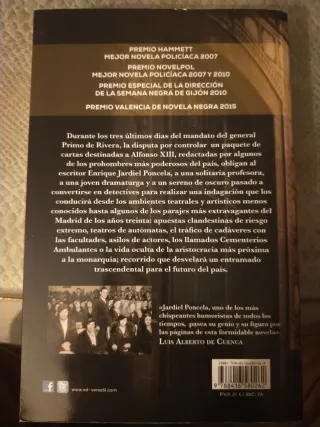 PREMIO HAMMETT
MEJOR NOVELA POLICÍACA 2007
PREMIO NOVELPOL
MEJOR NOVELA POLICÍACA 2007 Y 2010
PREMIO ESPECIAL DE LA DIRECCIÓN
DE LA SEMANA NEGRA DE GIJÓN 2010
PREMIO VALENCIA DE NOVELA NEGRA 2015
Durante los tres últimos días del mandato del general
Primo de Rivera, la disputa por controlar un paquete de
cartas destinadas a Alfonso XIII, redactadas por algunos
de los prohombres más poderosos del país, obligan al
escritor Enrique Jardiel Poncela, a una solitaria profesora,
a una joven dramaturga y a un sereno de oscuro pasado a
convertirse en detectives para realizar una indagación que los
conducirá desde los ambientes teatrales y artísticos menos
conocidos hasta algunos de los parajes más extravagantes del
Madrid de los años treinta: apuestas clandestinas de riesgo
extremo, teatros de autómatas, el tráfico de cadáveres con
las facultades, asilos de actores, los llamados Cementerios
Ambulantes o la vida oculta de la aristocracia más próxima
a la monarquía; recorrido que desvelará un entramado
trascendental para el futuro del país.
«Jardiel Poncela, uno de los más
chispeantes humoristas de todos los
tiempos, pasea su genio y su figura por
las páginas de esta formidable novela»
LUIS ALBERTO DE CUENCA
www.ed-versatil.com